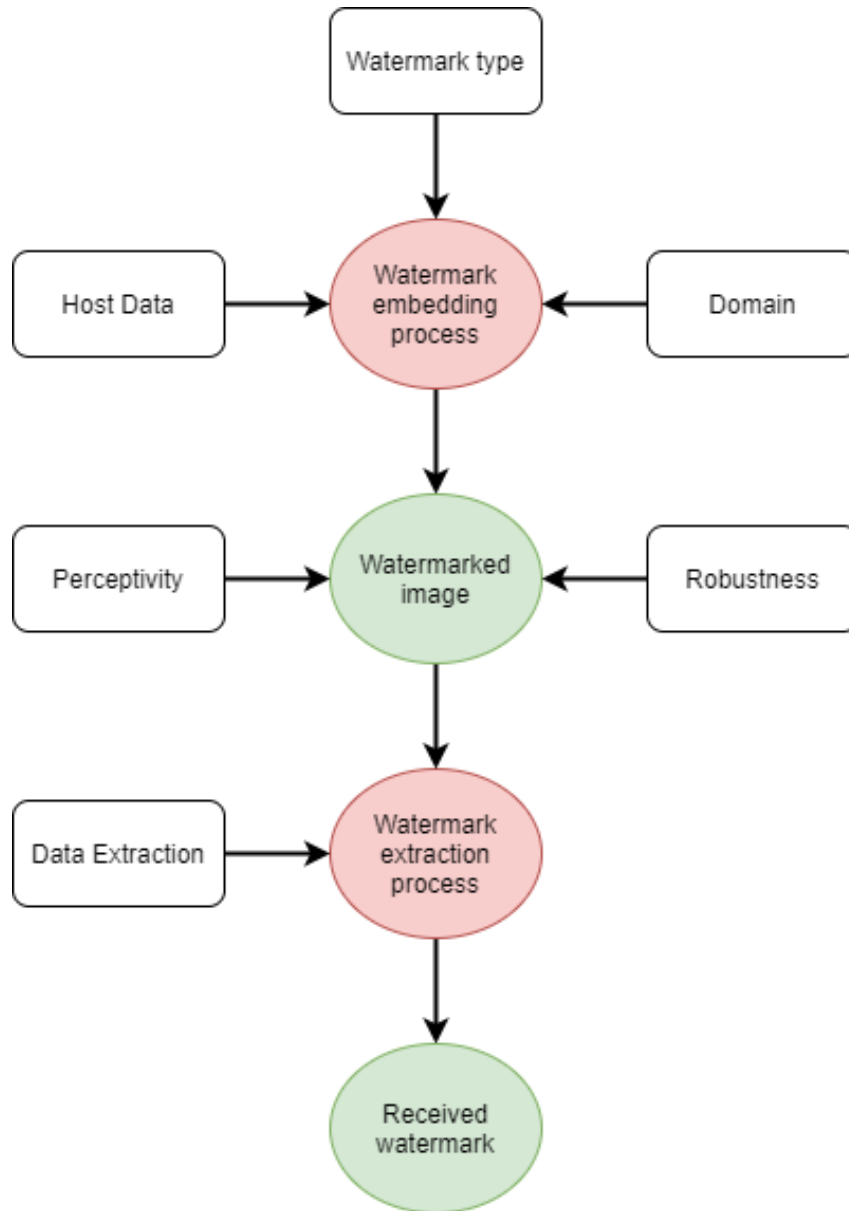 Watermark type
Host Data
Watermark
embedding
process
Domain
Perceptivity
Watermarked
image
Robustness
Data Extraction
Watermark
extraction
process
Received
watermark